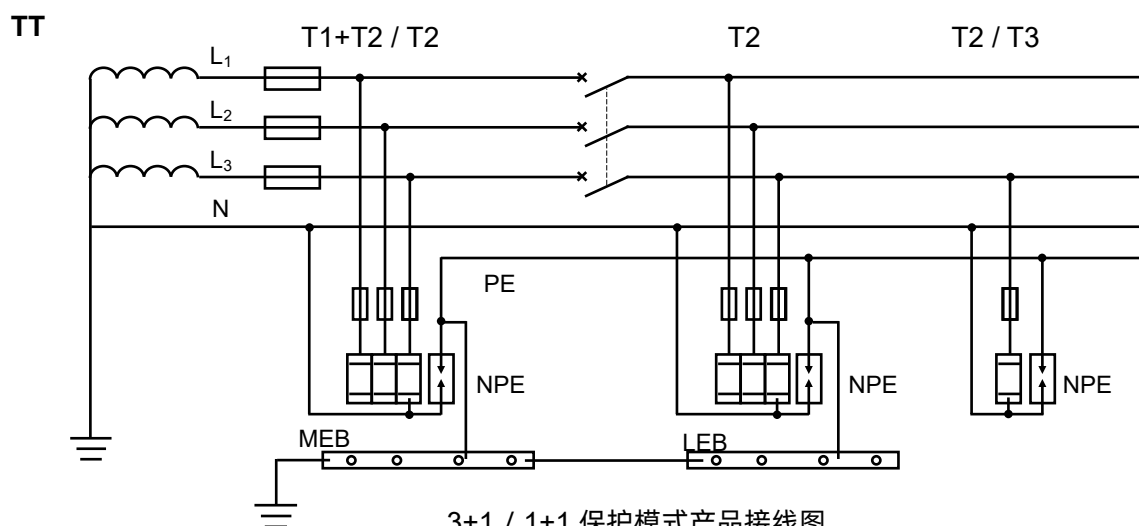 TT
T1+T2 / T2 T2 T2 / T3
L₁
L₂
L₃
N
PE
NPE NPE NPE
MEB LEB
3+1 / 1+1 保护模式产品接线图